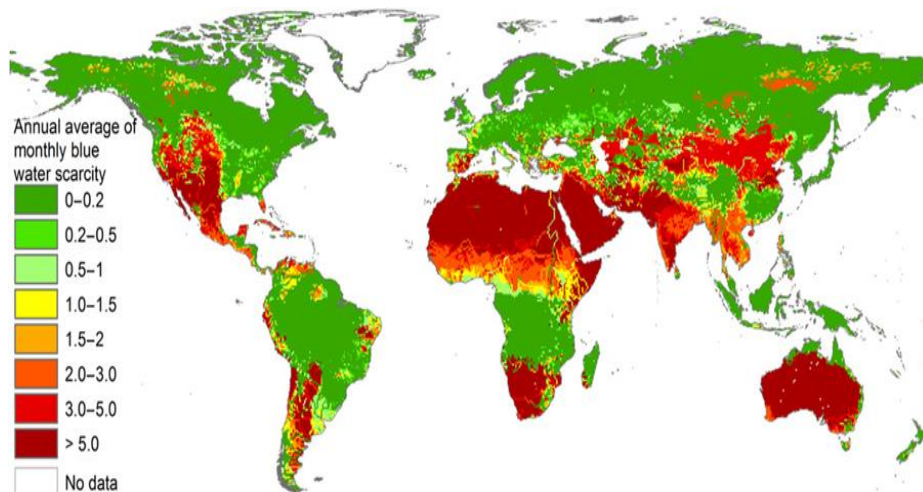 Annual average of
monthly blue
water scarcity
0–0.2
0.2–0.5
0.5–1
1.0–1.5
1.5–2
2.0–3.0
3.0–5.0
> 5.0
No data